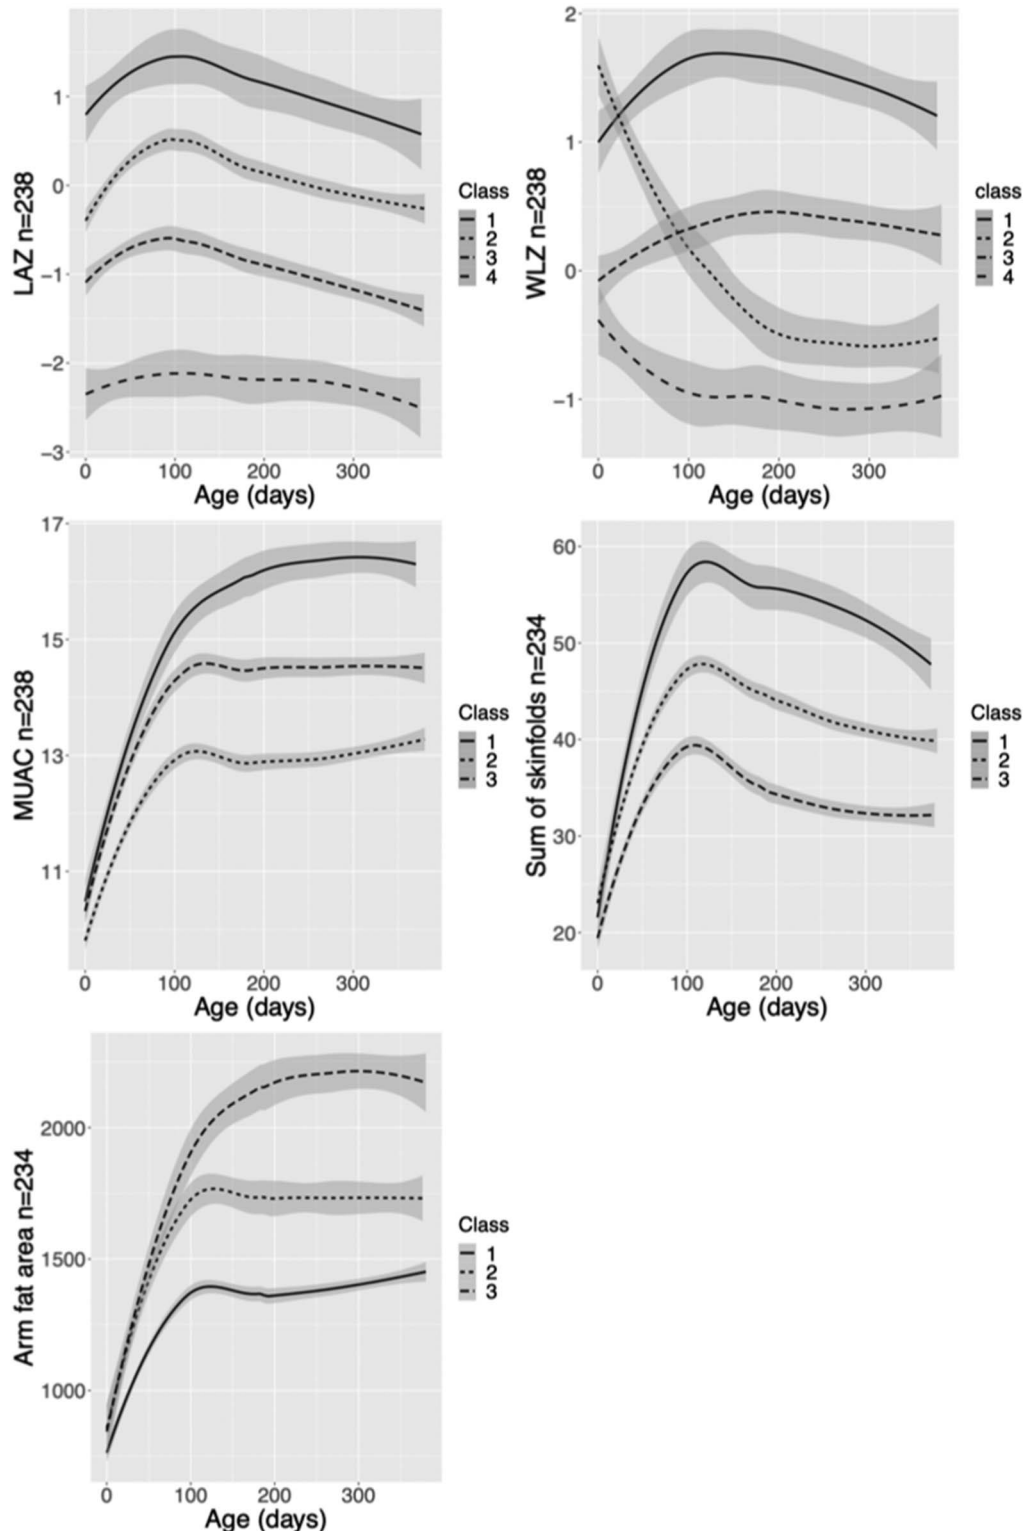 LAZ n=238
1
0
−1
−2
−3
0 100 200 300
Age (days)
Class
1
2
3
4
WLZ n=238
2
1
0
−1
0 100 200 300
Age (days)
class
1
2
3
4
MUAC n=238
17
15
13
11
0 100 200 300
Age (days)
Class
1
2
3
Sum of skinfolds n=234
60
50
40
30
20
0 100 200 300
Age (days)
Class
1
2
3
Arm fat area n=234
2000
1500
1000
0 100 200 300
Age (days)
Class
1
2
3